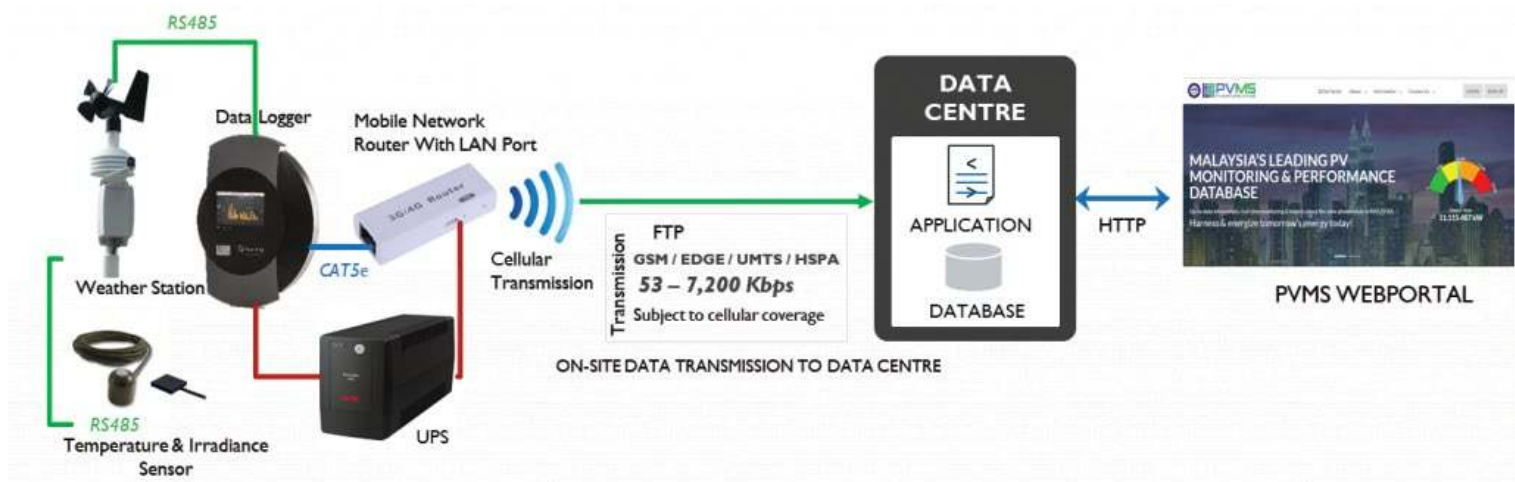 RS485
Data Logger
Weather Station
RS485
Temperature & Irradiance
Sensor
Mobile Network
Router With LAN Port
3G/4G Router
CAT5e
UPS
Cellular
Transmission
Transmission
FTP
GSM / EDGE / UMTS / HSPA
53 – 7,200 Kbps
Subject to cellular coverage
ON-SITE DATA TRANSMISSION TO DATA CENTRE
DATA
CENTRE
APPLICATION
DATABASE
HTTP
PVMS
MALAYSIA'S LEADING PV
MONITORING & PERFORMANCE
DATABASE
Harness & energize tomorrow's energy today!
PVMS WEBPORTAL